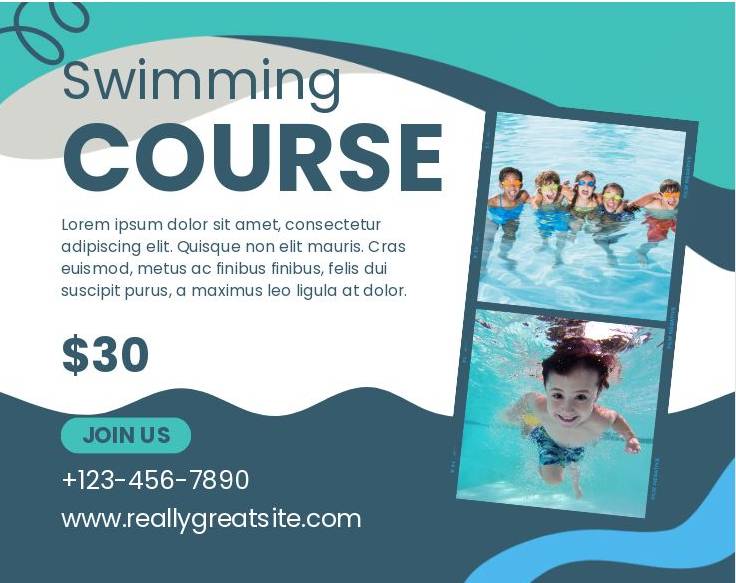 Swimming
COURSE
Lorem ipsum dolor sit amet, consectetur
adipiscing elit. Quisque non elit mauris. Cras
euismod, metus ac finibus finibus, felis dui
suscipit purus, a maximus leo ligula at dolor.
$30
JOIN US
+123-456-7890
www.reallygreatsite.com